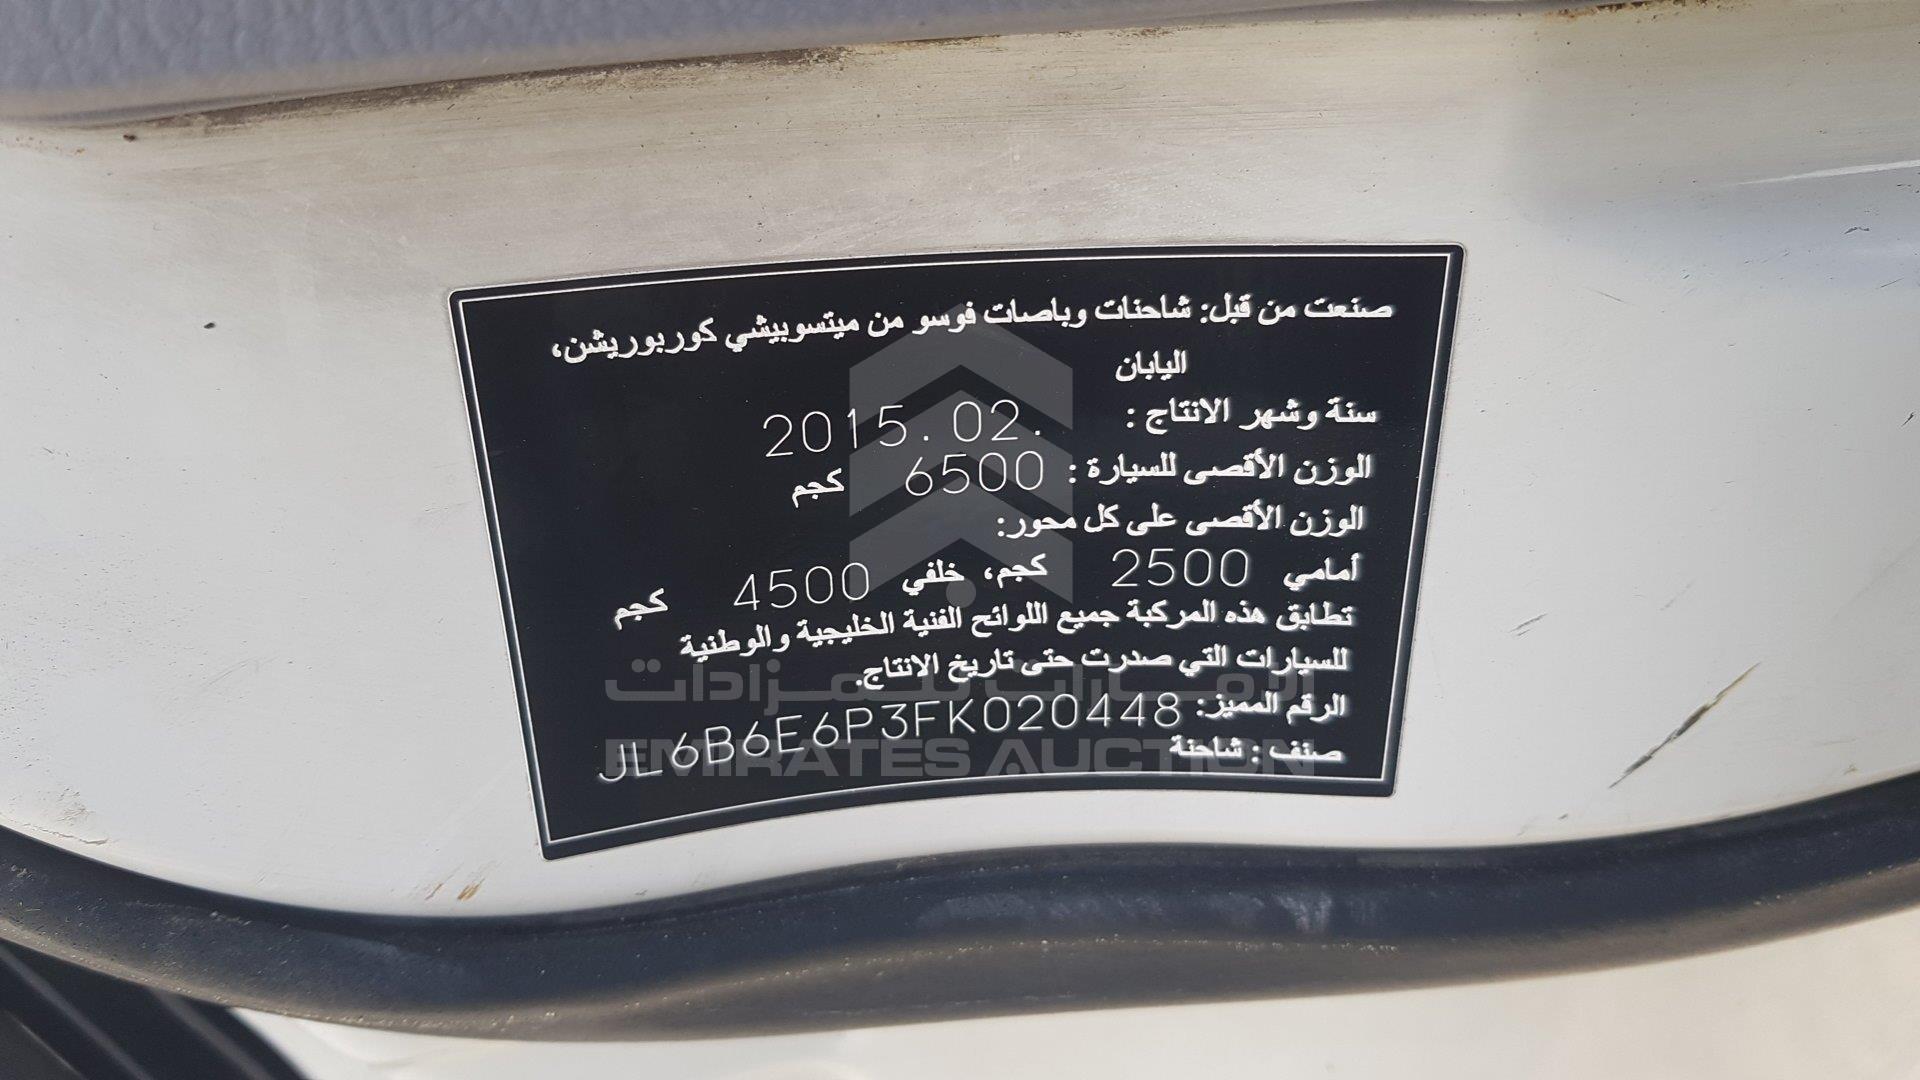 صنعت من قبل: شاحنات وباصات فوسو من ميتسوبيشي كوربوريشن،
اليابان
سنة وشهر الانتاج : 2015.02.
الوزن الأقصى للسيارة : 6500 كجم
الوزن الأقصى على كل محور:
أمامي 2500 كجم، خلفي 4500 كجم
تطابق هذه المركبة جميع اللوائح الفنية الخليجية والوطنية
للسيارات التي صدرت حتى تاريخ الانتاج.
الرقم المميز: JL6B6E6P3FK020448
صنف : شاحنة
الإمارات للمزادات
EMIRATES AUCTION